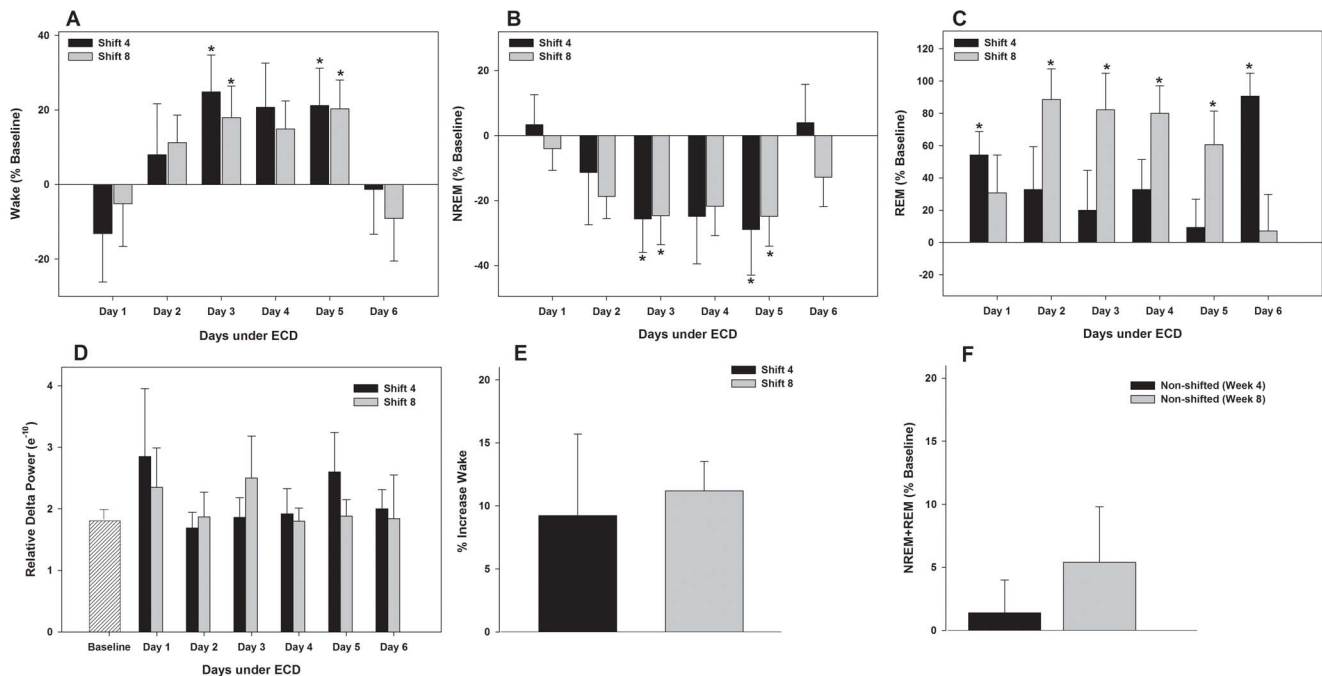 A
Shift 4
Shift 8
Wake (% Baseline)
40
20
0
-20
* * * *
Day 1 Day 2 Day 3 Day 4 Day 5 Day 6
Days under ECD
B
Shift 4
Shift 8
NREM (% Baseline)
20
0
-20
-40
* * * *
Day 1 Day 2 Day 3 Day 4 Day 5 Day 6
Days under ECD
C
Shift 4
Shift 8
REM (% Baseline)
120
100
80
60
40
20
0
-20
* * * * * *
Day 1 Day 2 Day 3 Day 4 Day 5 Day 6
Days under ECD
D
Shift 4
Shift 8
Relative Delta Power (e⁻¹⁰)
4
3
2
1
0
Baseline Day 1 Day 2 Day 3 Day 4 Day 5 Day 6
Days under ECD
E
Shift 4
Shift 8
% Increase Wake
20
15
10
5
0
F
Non-shifted (Week 4)
Non-shifted (Week 8)
NREM+REM (% Baseline)
20
15
10
5
0